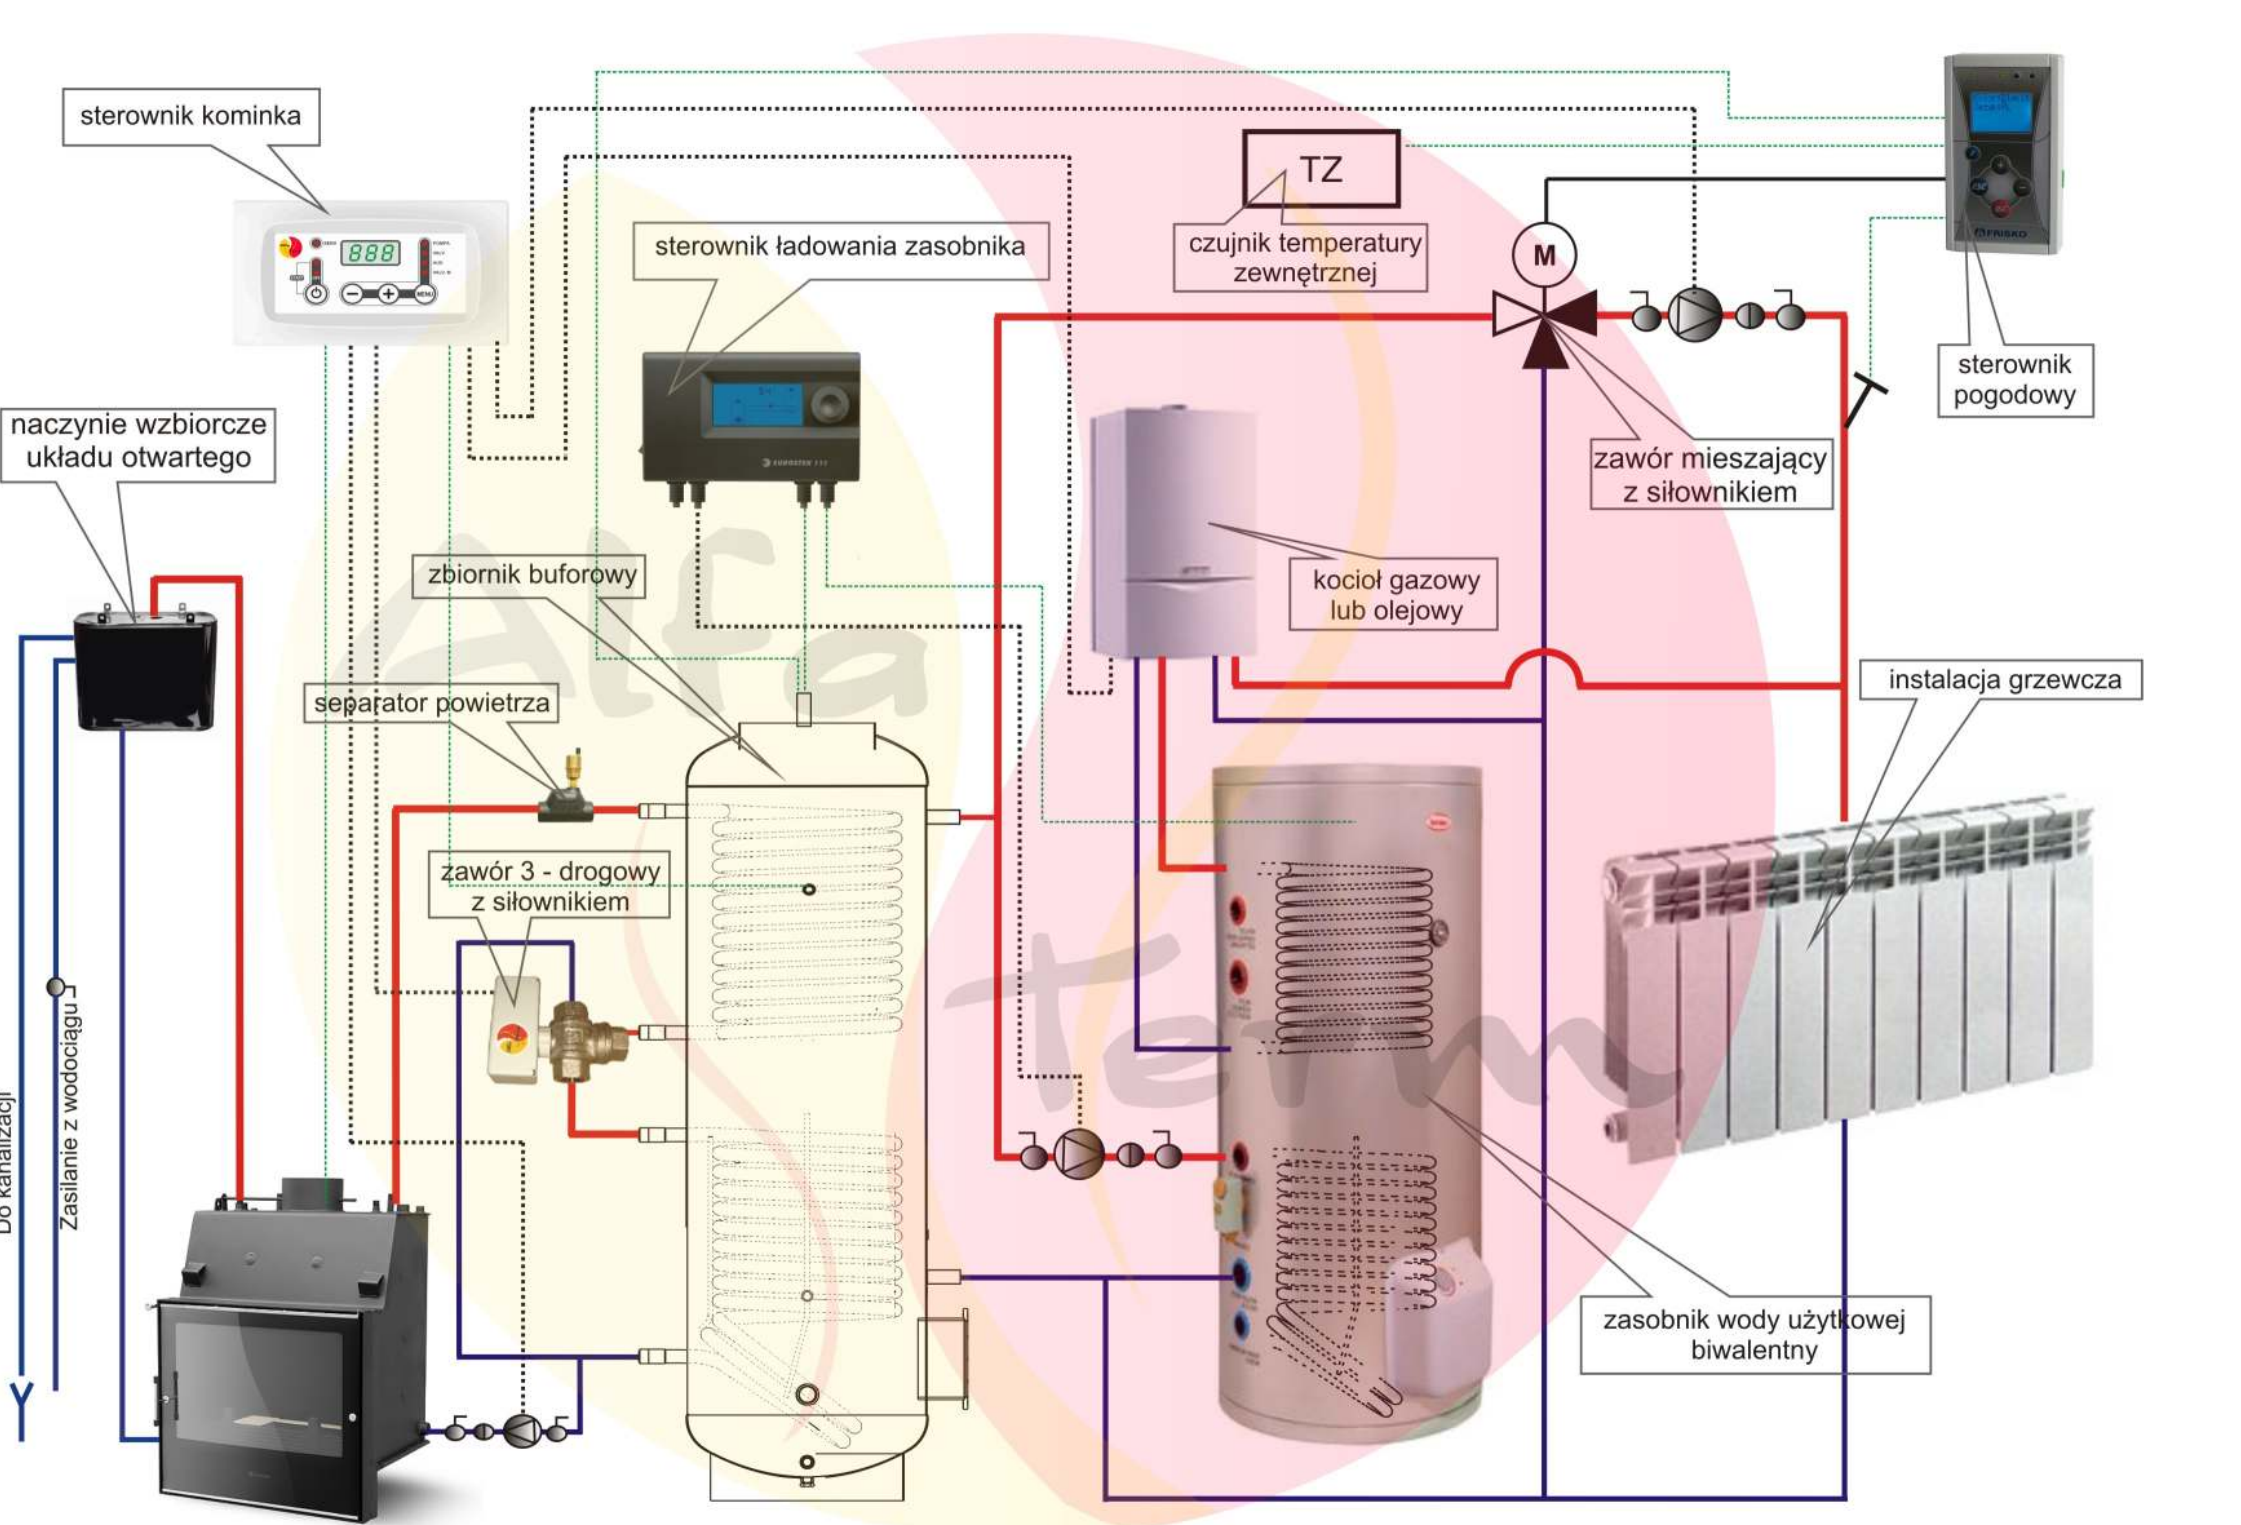 sterownik kominka
TZ
sterownik ładowania zasobnika
czujnik temperatury
zewnętrznej
888
MENU
M
FRISKO
sterownik
pogodowy
naczynie wzbiorcze
układu otwartego
zawór mieszający
z siłownikiem
zbiornik buforowy
kocioł gazowy
lub olejowy
Alfa
instalacja grzewcza
separator powietrza
zawór 3 - drogowy
z siłownikiem
Term
Do kanalizacji
Zasilanie z wodociągu
zasobnik wody użytkowej
biwalentny